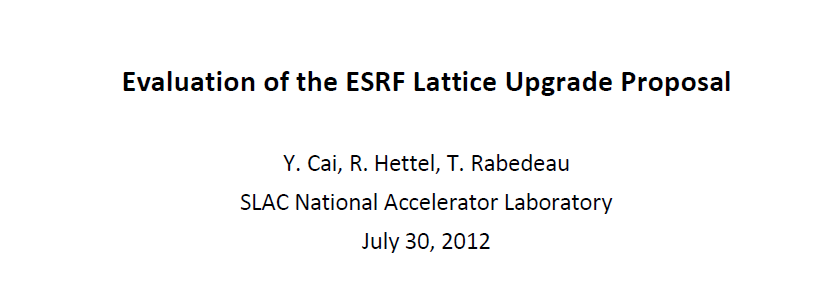 Evaluation of the ESRF Lattice Upgrade Proposal
Y. Cai, R. Hettel, T. Rabedeau
SLAC National Accelerator Laboratory
July 30, 2012